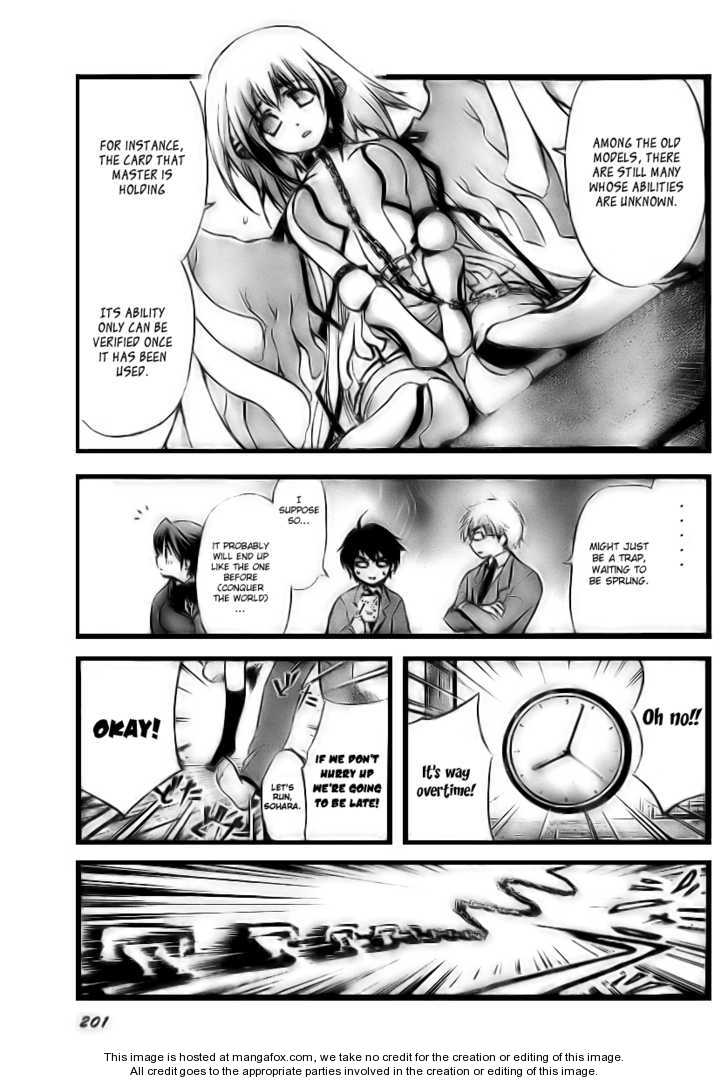 AMONG THE OLD
MODELS, THERE
ARE STILL MANY
WHOSE ABILITIES
ARE UNKNOWN.
FOR INSTANCE,
THE CARD THAT
MASTER IS
HOLDING
ITS ABILITY
ONLY CAN BE
VERIFIED ONCE
IT HAS BEEN
USED.
......
MIGHT JUST
BE A TRAP,
WAITING TO
BE SPRUNG.
I
SUPPOSE
SO...
IT PROBABLY
WILL END UP
LIKE THE ONE
BEFORE
(CONQUER
THE WORLD)
...
Oh no!!
It's way
overtime!
IF WE DON'T
HURRY UP
WE'RE GOING
TO BE LATE!
LET'S
RUN,
SOHARA.
OKAY!
201
This image is hosted at mangafox.com, we take no credit for the creation or editing of this image.
All credit goes to the appropriate parties involved in the creation or editing of this image.